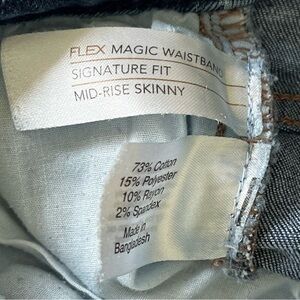 FLEX MAGIC WAISTBAND
SIGNATURE FIT
MID-RISE SKINNY
73% Cotton
15% Polyester
10% Rayon
2% Spandex
Made in
Bangladesh